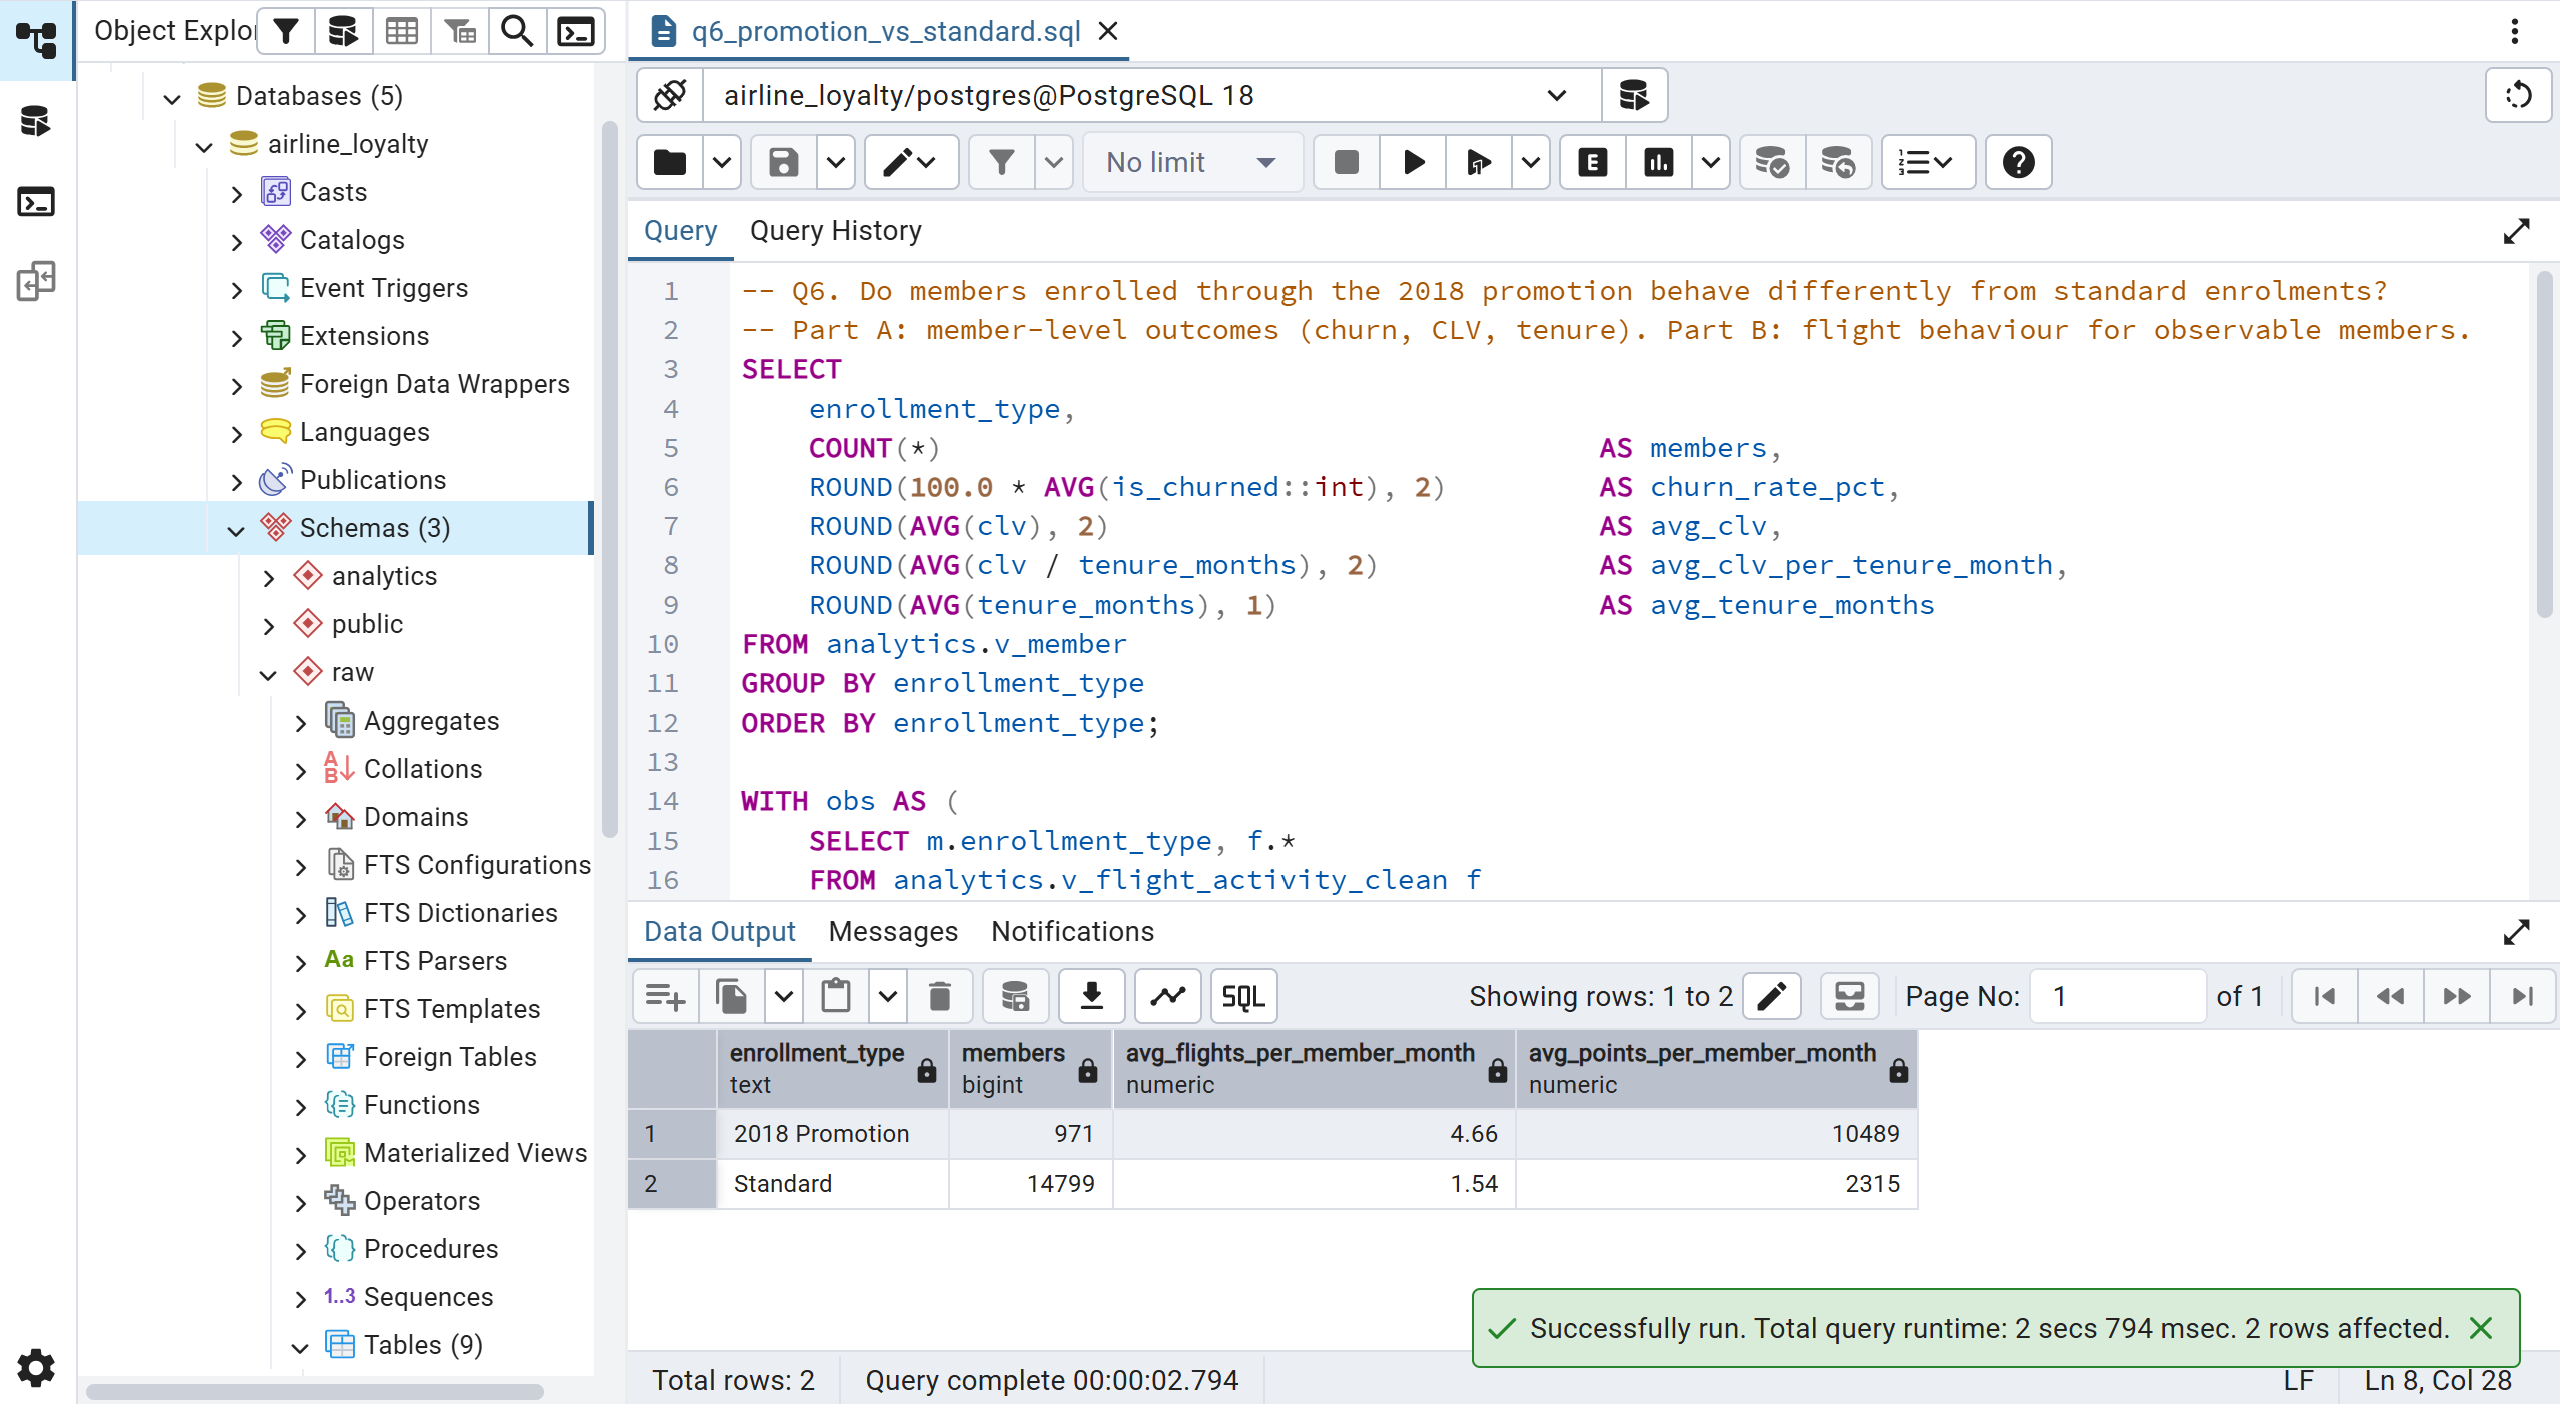 Object Explo
Databases (5)
airline_loyalty
Casts
Catalogs
Event Triggers
Extensions
Foreign Data Wrappers
Languages
Publications
Schemas (3)
analytics
public
raw
Aggregates
Collations
Domains
FTS Configurations
FTS Dictionaries
Aa FTS Parsers
FTS Templates
Foreign Tables
Functions
Materialized Views
Operators
Procedures
1..3 Sequences
Tables (9)
q6_promotion_vs_standard.sql
airline_loyalty/postgres@PostgreSQL 18
No limit
E
Query Query History
1 -- Q6. Do members enrolled through the 2018 promotion behave differently from standard enrolments?
2 -- Part A: member-level outcomes (churn, CLV, tenure). Part B: flight behaviour for observable members.
3 SELECT
4 enrollment_type,
5 COUNT(*) AS members,
6 ROUND(100.0 * AVG(is_churned::int), 2) AS churn_rate_pct,
7 ROUND(AVG(clv), 2) AS avg_clv,
8 ROUND(AVG(clv / tenure_months), 2) AS avg_clv_per_tenure_month,
9 ROUND(AVG(tenure_months), 1) AS avg_tenure_months
10 FROM analytics.v_member
11 GROUP BY enrollment_type
12 ORDER BY enrollment_type;
13
14 WITH obs AS (
15 SELECT m.enrollment_type, f.*
16 FROM analytics.v_flight_activity_clean f
Data Output Messages Notifications
SQL Showing rows: 1 to 2 Page No: 1 of 1
enrollment_type members avg_flights_per_member_month avg_points_per_member_month
text bigint numeric numeric
1 2018 Promotion 971 4.66 10489
2 Standard 14799 1.54 2315
Successfully run. Total query runtime: 2 secs 794 msec. 2 rows affected.
Total rows: 2 Query complete 00:00:02.794 LF Ln 8, Col 28